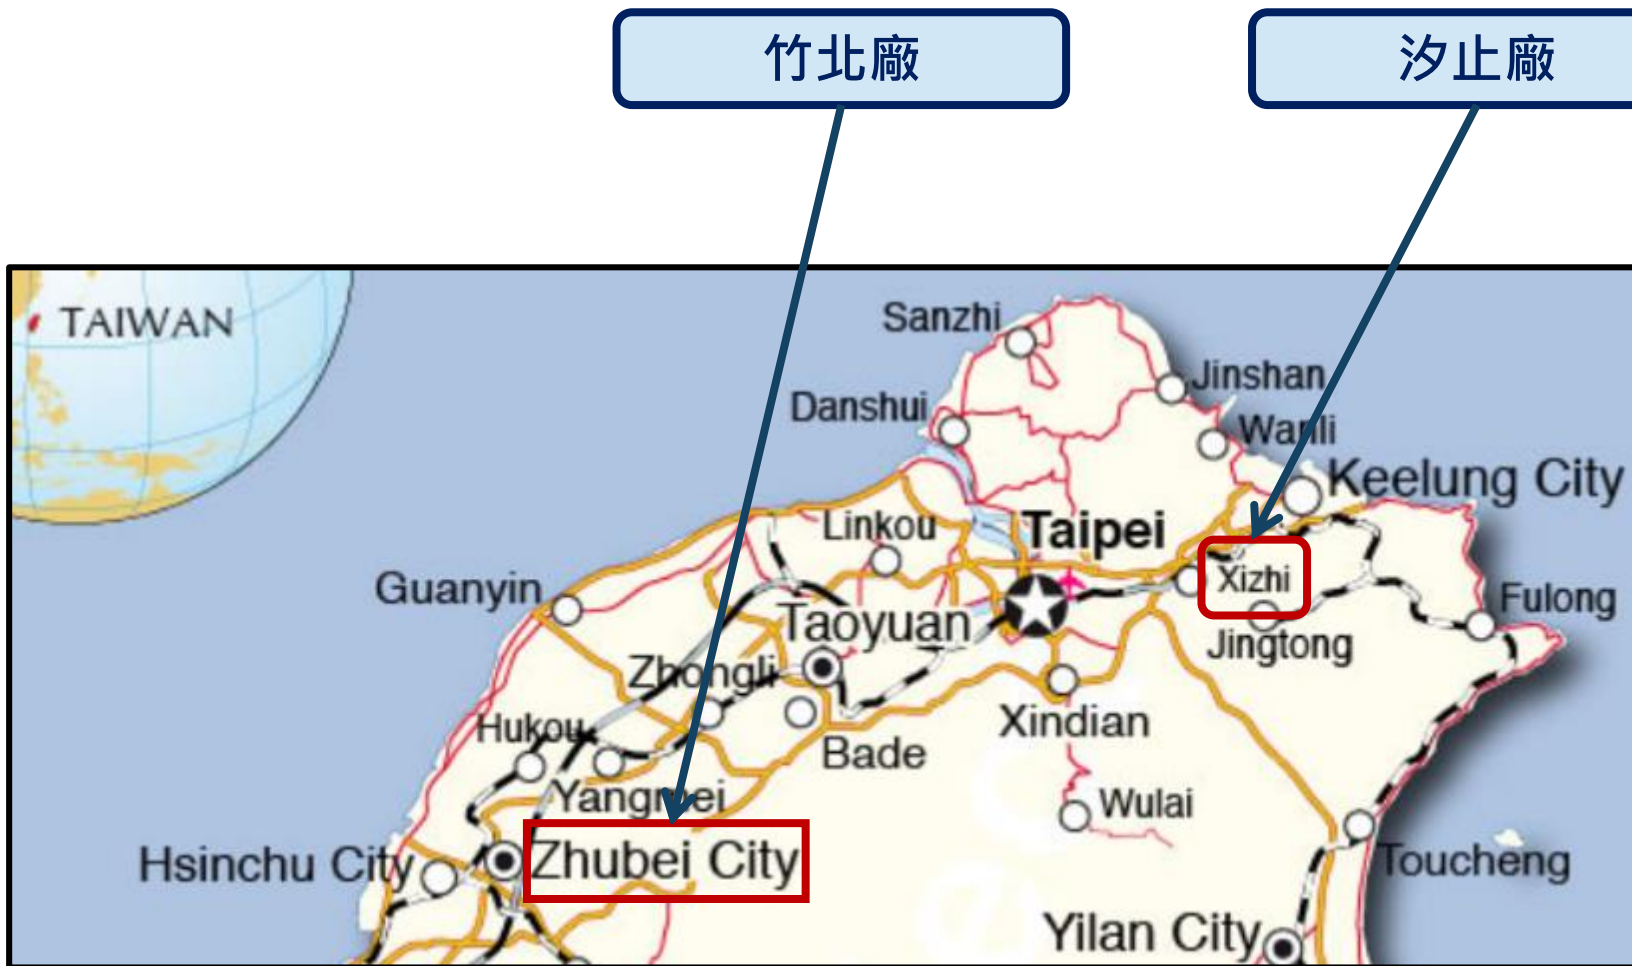 竹北廠
汐止廠
TAIWAN
Sanzhi
Jinshan
Danshui
Wanli
Keelung City
Linkou
Taipei
Guanyin
Xizhi
Fulong
Taoyuan
Jingtong
Zhongli
Xindian
Hukou
Bade
Yangmei
Wulai
Hsinchu City
Zhubei City
Toucheng
Yilan City